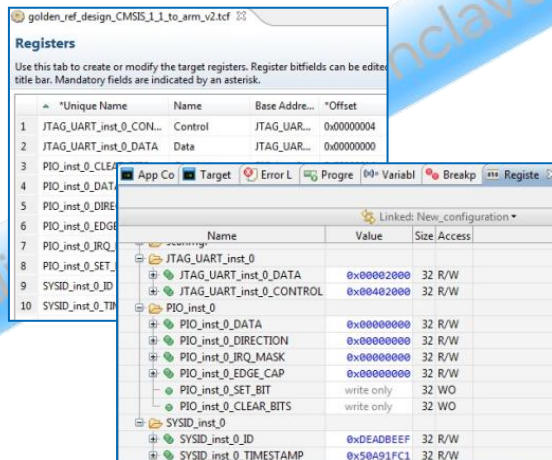 golden_ref_design_CMSIS_1_1_to_arm_v2.tcf
Registers
Use this tab to create or modify the target registers. Register bitfields can be edite
title bar. Mandatory fields are indicated by an asterisk.
*Unique Name Name Base Addre... *Offset
1 JTAG_UART_inst_0_CON... Control JTAG_UAR... 0x00000004
2 JTAG_UART_inst_0_DATA Data JTAG_UAR... 0x00000000
3 PIO_inst_0_CLEA
4 PIO_inst_0_DAT
5 PIO_inst_0_DIRE
6 PIO_inst_0_EDGE
7 PIO_inst_0_IRQ_
8 PIO_inst_0_SET_
9 SYSID_inst_0_ID
10 SYSID_inst_0_TI
App Co Target Error L Progre Variabl Breakp Registe
Linked: New_configuration
Name Value Size Access
JTAG_UART_inst_0
JTAG_UART_inst_0_DATA 0x00002000 32 R/W
JTAG_UART_inst_0_CONTROL 0x00402000 32 R/W
PIO_inst_0
PIO_inst_0_DATA 0x00000000 32 R/W
PIO_inst_0_DIRECTION 0x00000000 32 R/W
PIO_inst_0_IRQ_MASK 0x00000000 32 R/W
PIO_inst_0_EDGE_CAP 0x00000000 32 R/W
PIO_inst_0_SET_BIT write only 32 WO
PIO_inst_0_CLEAR_BITS write only 32 WO
SYSID_inst_0
SYSID_inst_0_ID 0xDEADBEEF 32 R/W
SYSID_inst_0_TIMESTAMP 0x50A91FC1 32 R/W